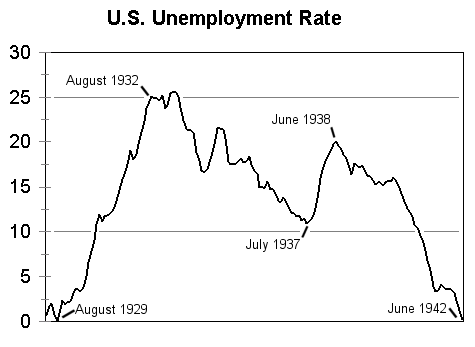 U.S. Unemployment Rate
30
August 1932
25
June 1938
20
15
July 1937
10
5
August 1929
June 1942
0